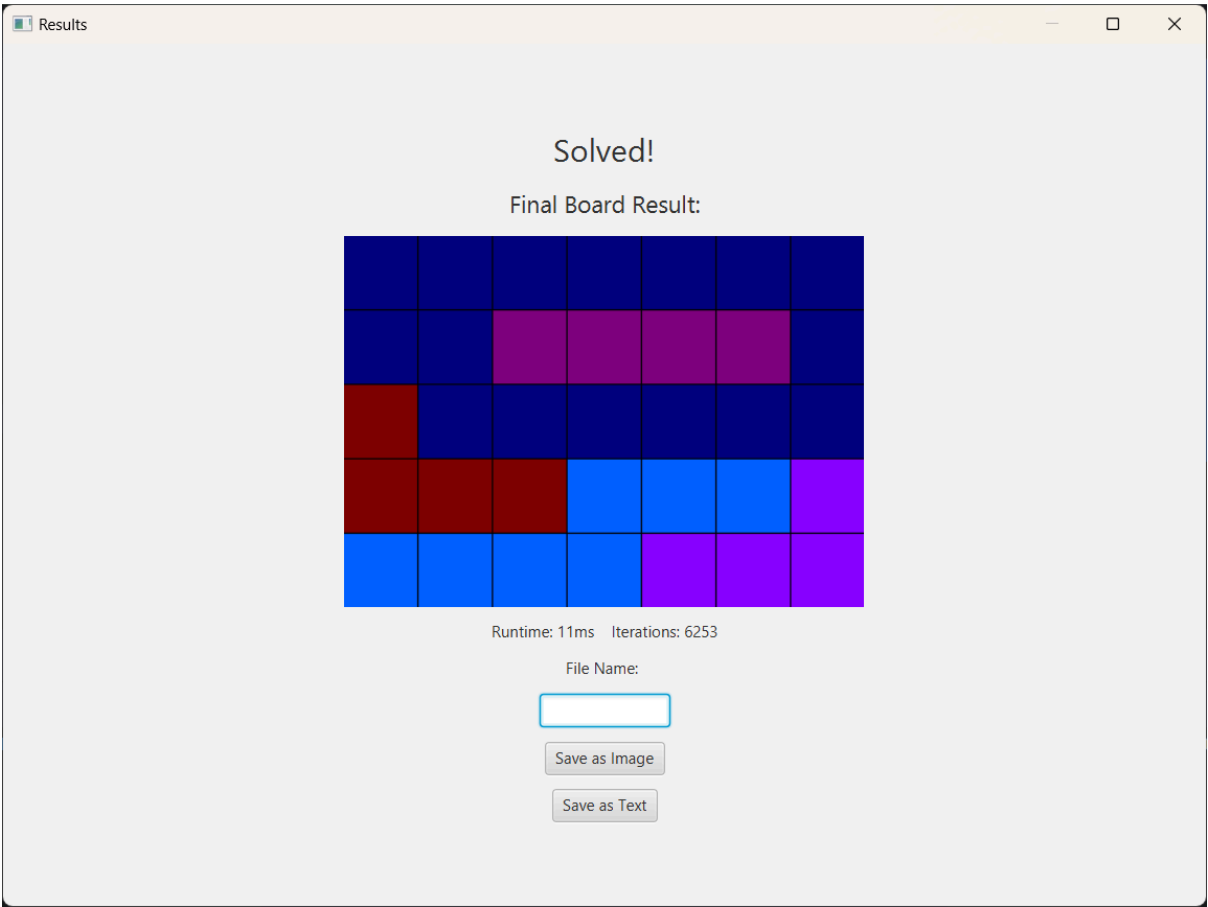 Results
Solved!
Final Board Result:
Runtime: 11ms Iterations: 6253
File Name:
Save as Image
Save as Text